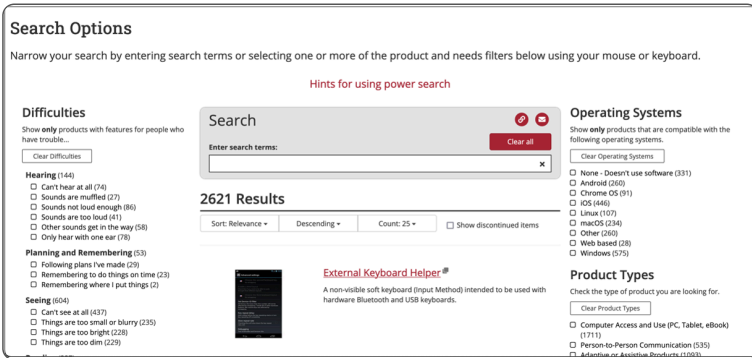 Search Options
Narrow your search by entering search terms or selecting one or more of the product and needs filters below using your mouse or keyboard.
Hints for using power search
Difficulties
Show only products with features for people who
have trouble...
Clear Difficulties
Hearing (144)
Can't hear at all (74)
Sounds are muffled (27)
Sounds not loud enough (86)
Sounds are too loud (41)
Other sounds get in the way (58)
Only hear with one ear (78)
Planning and Remembering (53)
Following plans I've made (29)
Remembering to do things on time (23)
Remembering where I put things (2)
Seeing (604)
Can't see at all (437)
Things are too small or blurry (235)
Things are too bright (228)
Things are too dim (229)
Search
Clear all
Enter search terms:
2621 Results
Sort: Relevance
Descending
Count: 25
Show discontinued items
External Keyboard Helper
A non-visible soft keyboard (Input Method) intended to be used with
hardware Bluetooth and USB keyboards.
Operating Systems
Show only products that are compatible with the
following operating systems.
Clear Operating Systems
None - Doesn't use software (331)
Android (260)
Chrome OS (91)
iOS (446)
Linux (107)
macOS (234)
Other (260)
Web based (28)
Windows (575)
Product Types
Check the type of product you are looking for.
Clear Product Types
Computer Access and Use (PC, Tablet, eBook)
(1711)
Person-to-Person Communication (535)
Adaptive or Assistive Products (1093)